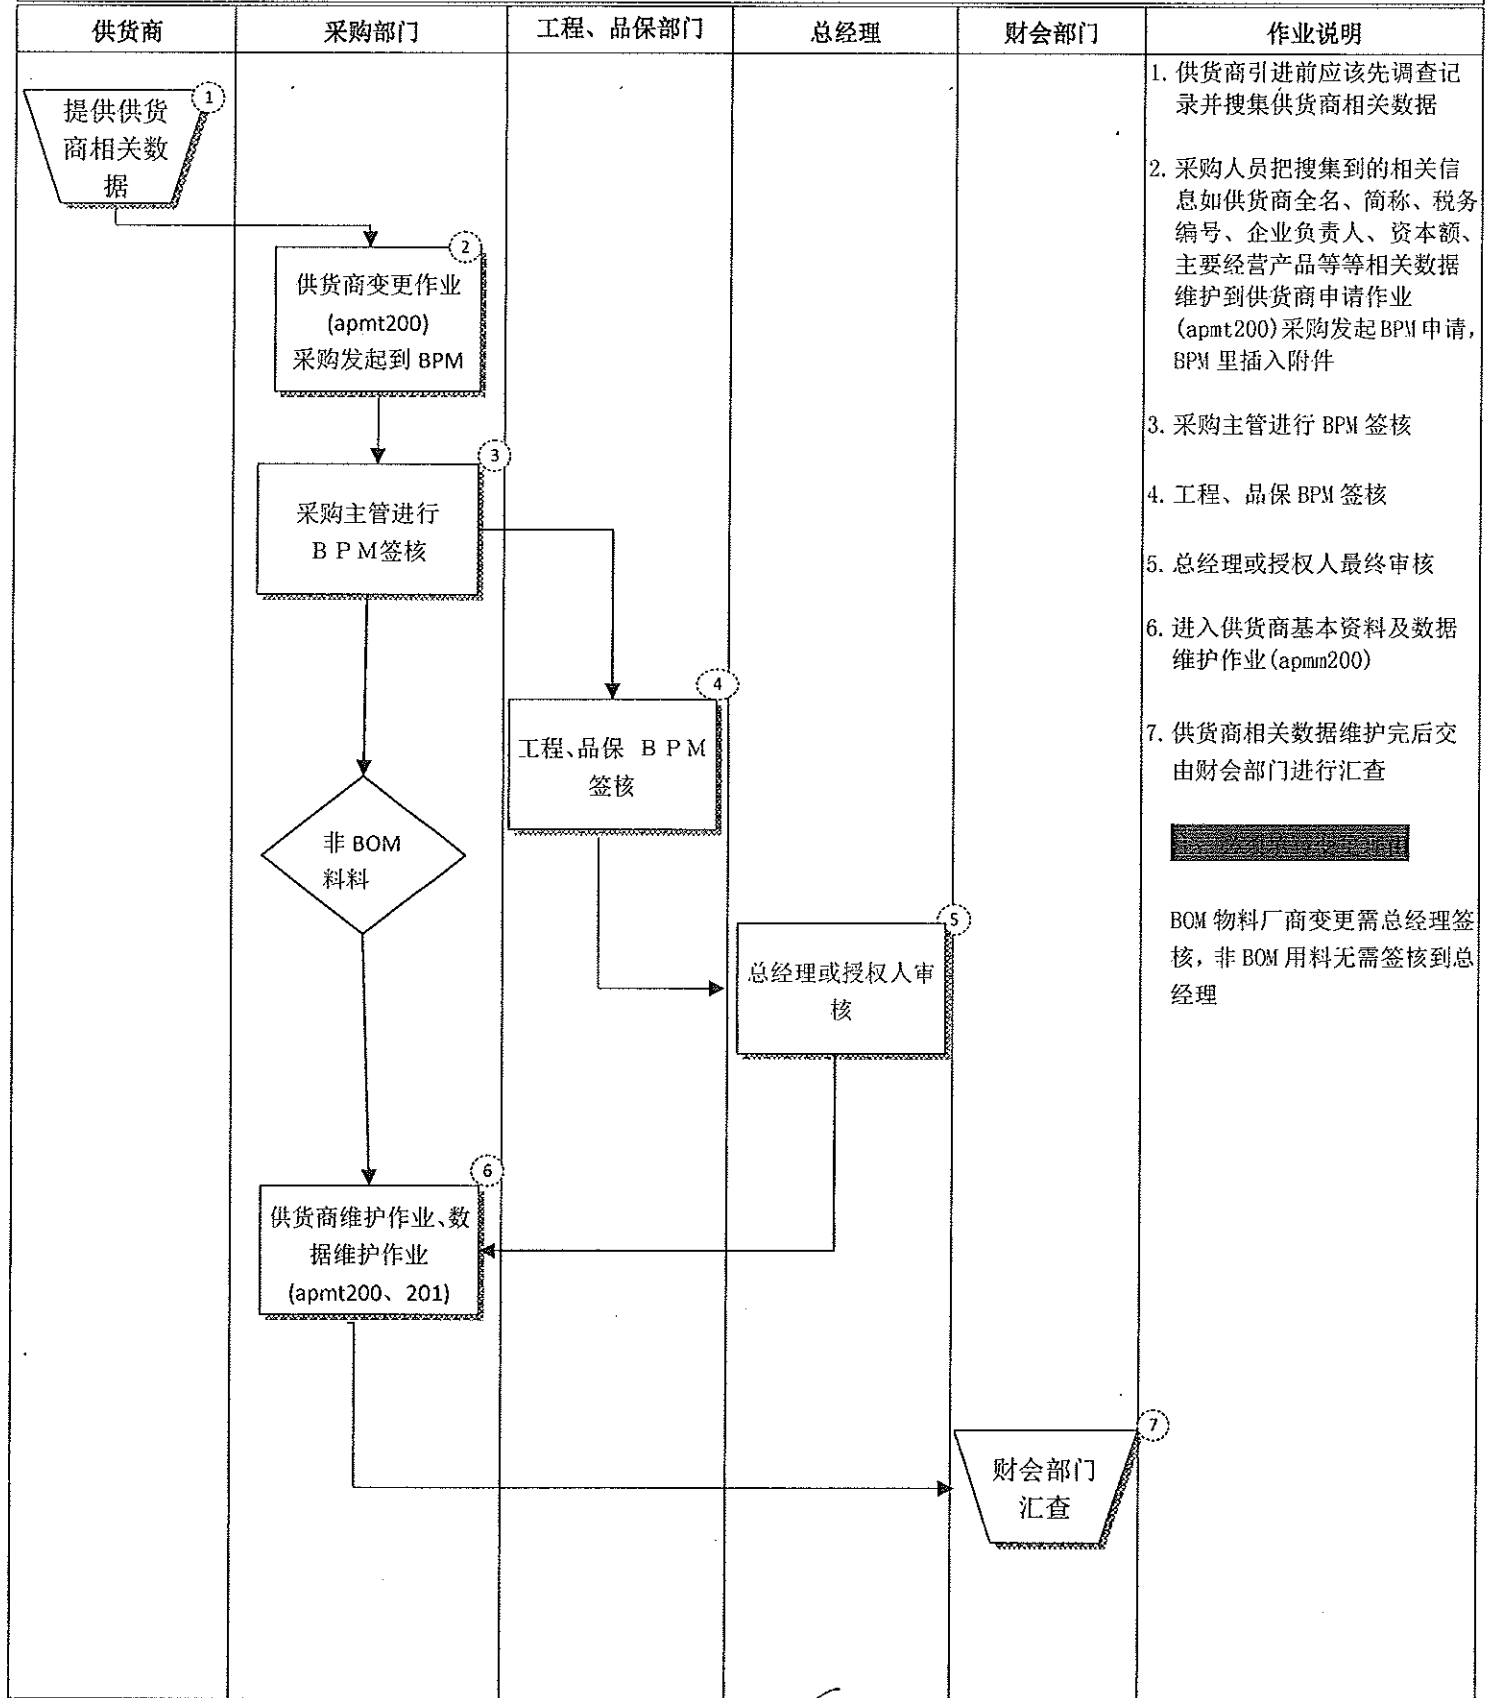 供货商
采购部门
工程、品保部门
总经理
财会部门
作业说明
1
提供供货
商相关数
据
2
供货商变更作业
(apmt200)
采购发起到 BPM
3
采购主管进行
ＢＰＭ签核
4
工程、品保 ＢＰＭ
签核
非 BOM
料料
5
总经理或授权人审
核
6
供货商维护作业、数
据维护作业
(apmt200、201)
7
财会部门
汇查
1. 供货商引进前应该先调查记
录并搜集供货商相关数据
2. 采购人员把搜集到的相关信
息如供货商全名、简称、税务
编号、企业负责人、资本额、
主要经营产品等等相关数据
维护到供货商申请作业
(apmt200)采购发起BPM申请，
BPM 里插入附件
3. 采购主管进行 BPM 签核
4. 工程、品保 BPM 签核
5. 总经理或授权人最终审核
6. 进入供货商基本资料及数据
维护作业(apmm200)
7. 供货商相关数据维护完后交
由财会部门进行汇查
BOM 物料厂商变更需总经理签
核，非 BOM 用料无需签核到总
经理